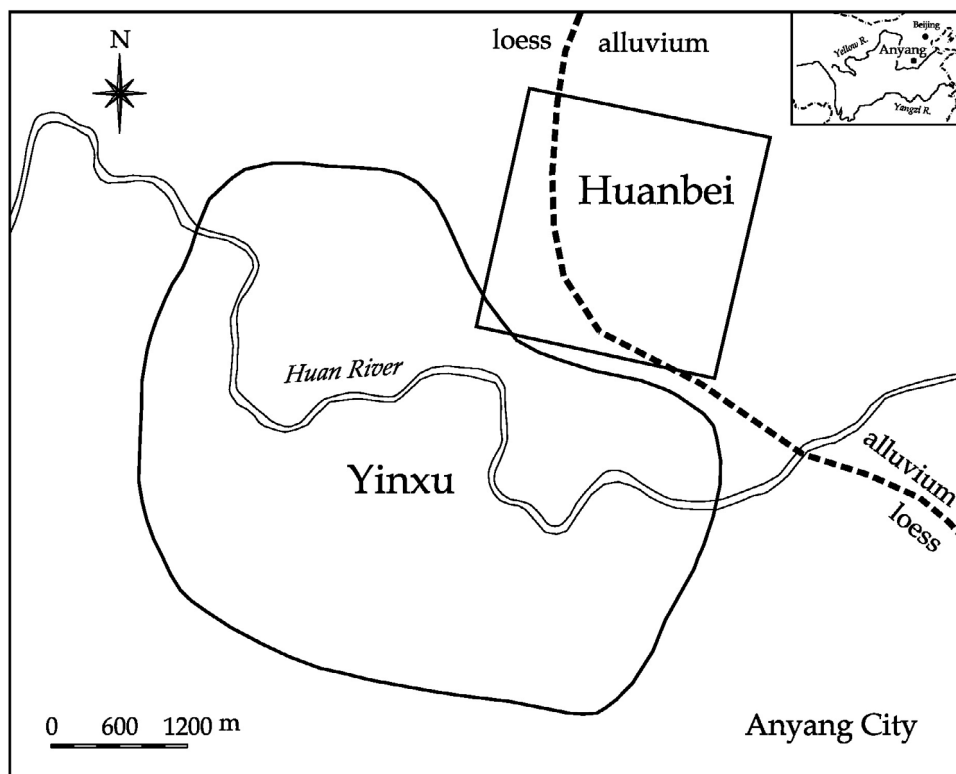 N
loess alluvium
Beijing
Yellow R.
Anyang
Yangzi R.
Huanbei
Huan River
Yinxu
alluvium
loess
0 600 1200 m
Anyang City